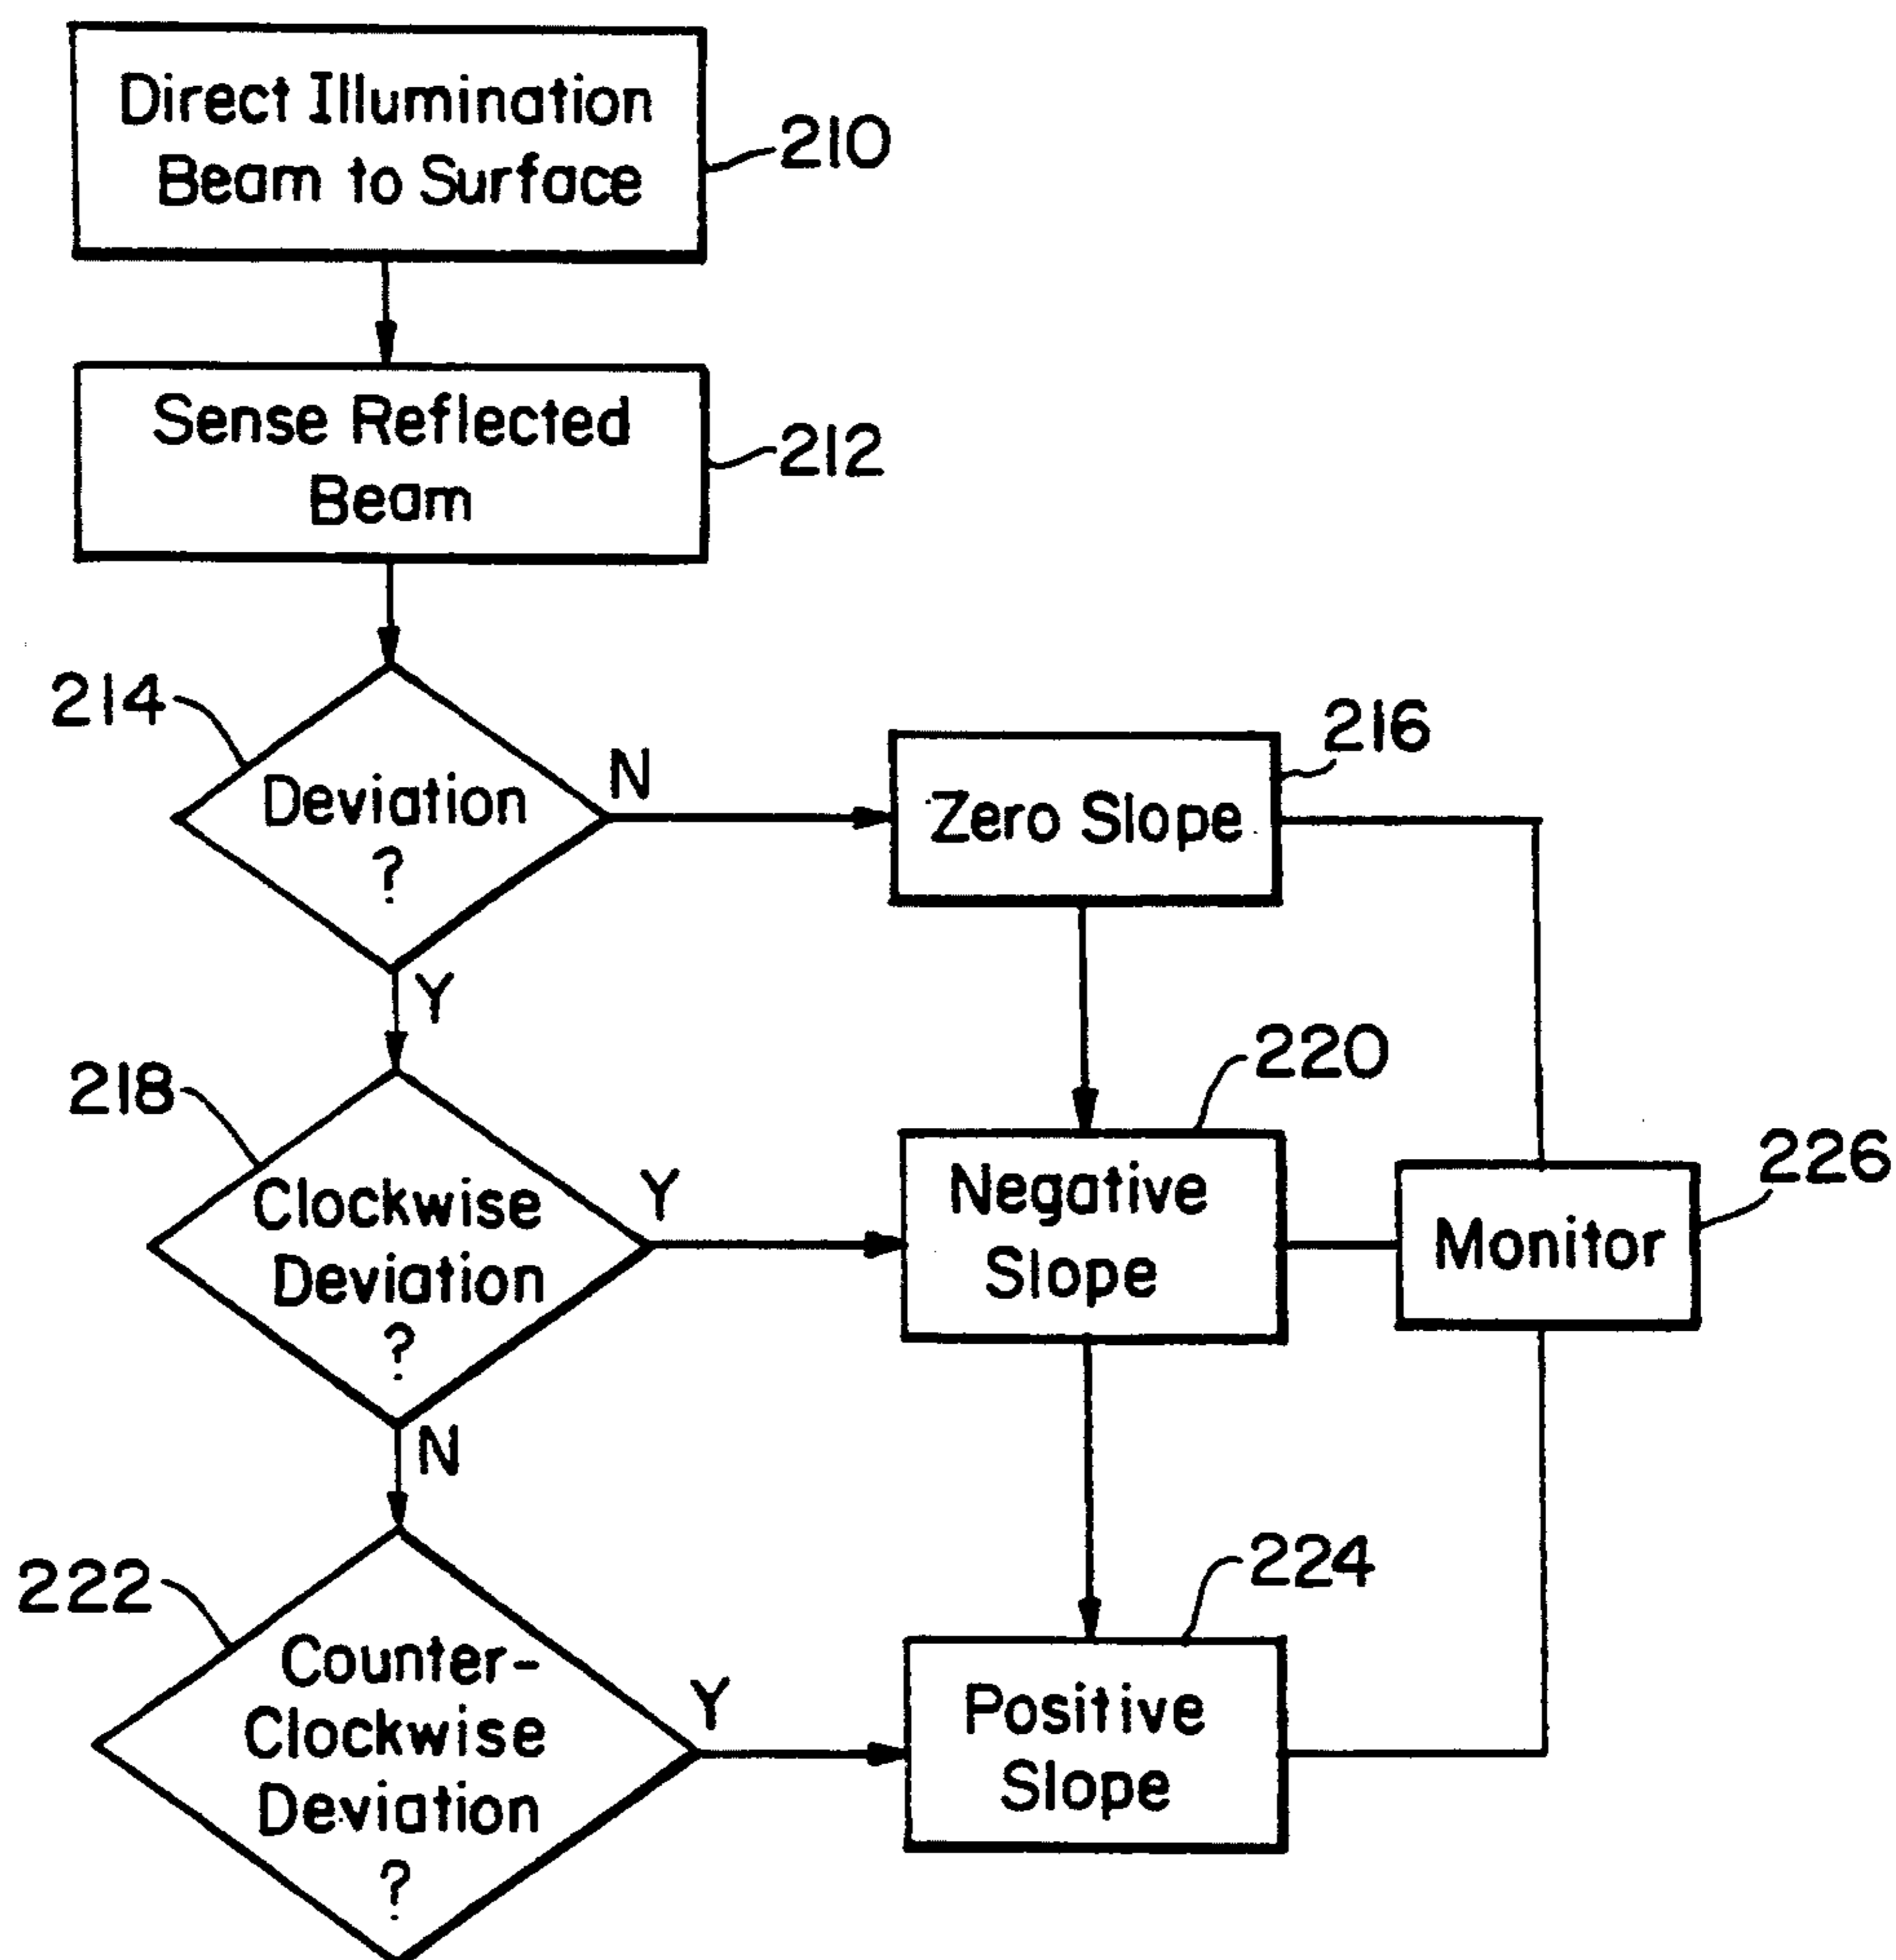 Direct Illumination
Beam to Surface
210
Sense Reflected
Beam
212
214
Deviation
?
N
Zero Slope
216
Y
218
Clockwise
Deviation
?
Y
Negative
Slope
220
Monitor
226
N
222
Counter-
Clockwise
Deviation
?
Y
Positive
Slope
224